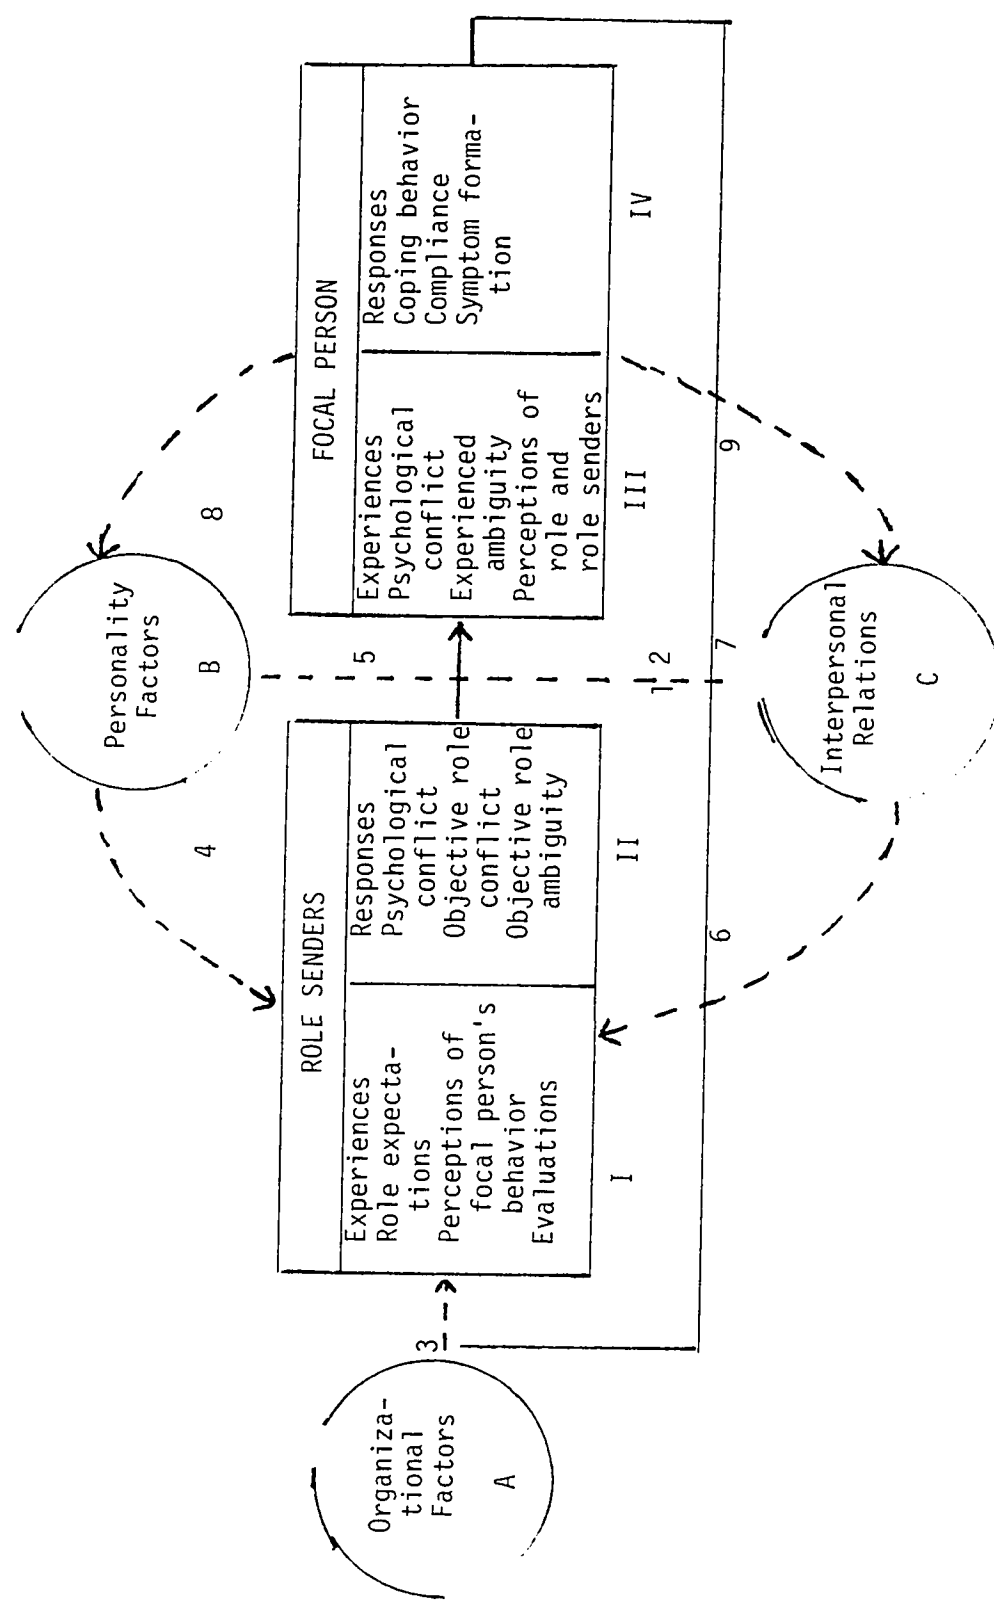 Personality
Factors
B
4
8
ROLE SENDERS
Experiences
Role expecta-
tions
Perceptions of
focal person's
behavior
Evaluations
Responses
Psychological
conflict
Objective role
conflict
Objective role
ambiguity
I
II
5
FOCAL PERSON
Experiences
Psychological
conflict
Experienced
ambiguity
Perceptions of
role and
role senders
Responses
Coping behavior
Compliance
Symptom forma-
tion
III
IV
Organiza-
tional
Factors
A
3
1
2
6
7
9
Interpersonal
Relations
C